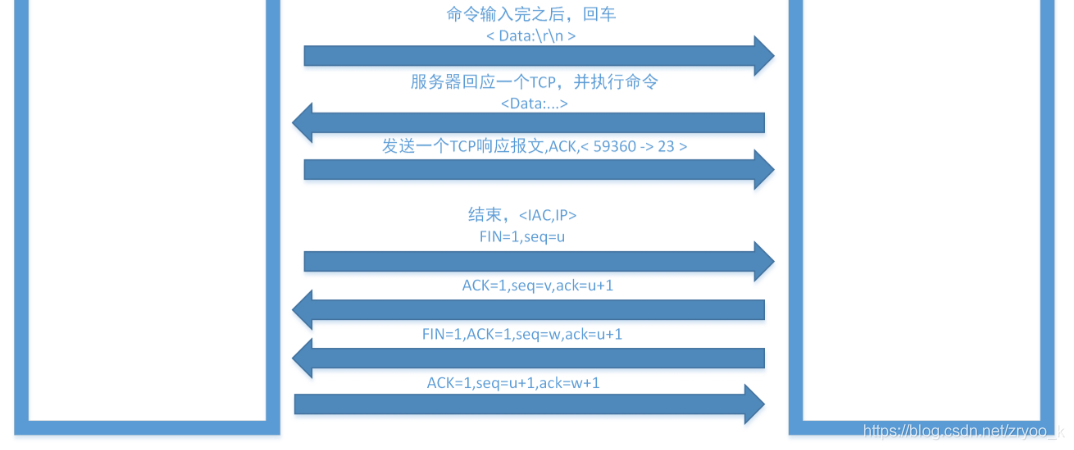 命令输入完之后，回车
< Data:\r\n >
服务器回应一个TCP，并执行命令
<Data:...>
发送一个TCP响应报文,ACK,< 59360 -> 23 >
结束，<IAC,IP>
FIN=1,seq=u
ACK=1,seq=v,ack=u+1
FIN=1,ACK=1,seq=w,ack=u+1
ACK=1,seq=u+1,ack=w+1
https://blog.csdn.net/zryoo_k